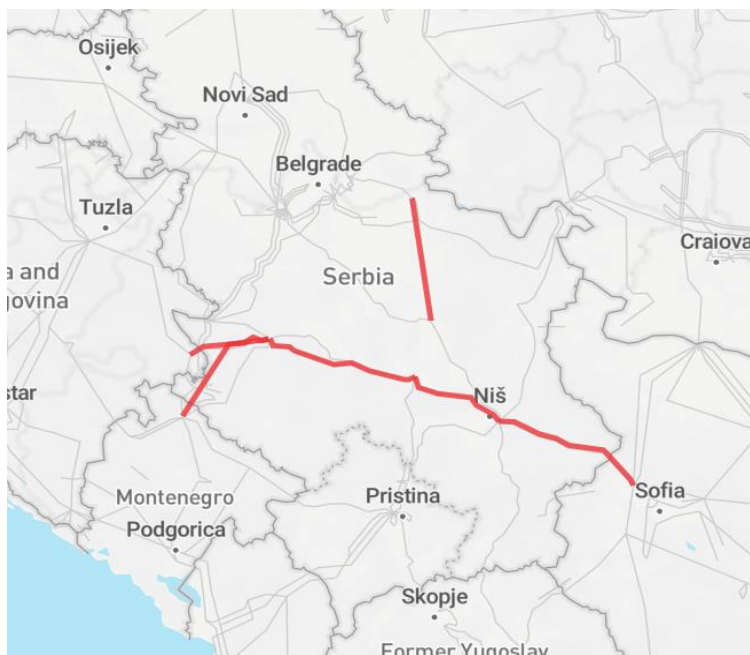 Osijek
Novi Sad
Belgrade
Tuzla
Craiova
a and
govina
Serbia
star
Niš
Montenegro
Pristina
Sofia
Podgorica
Skopje
Former Yugoslav